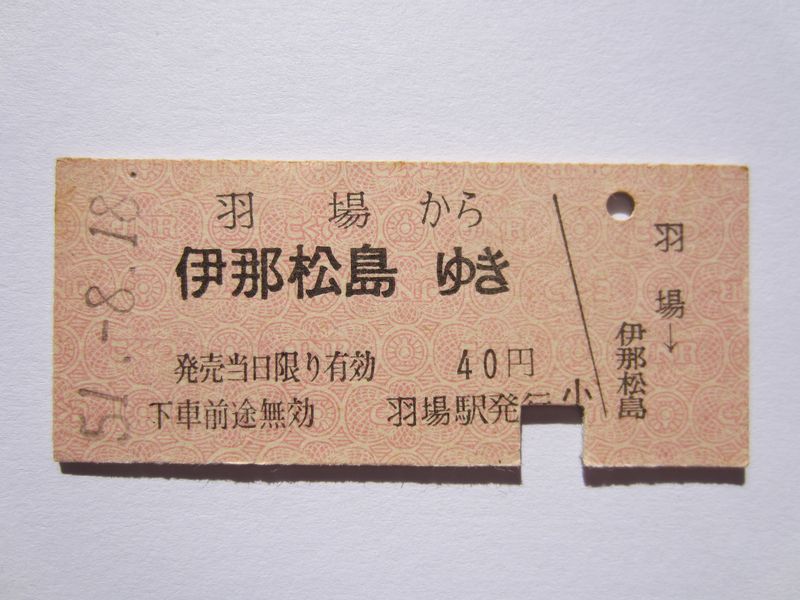 51.-8.18.
羽場から
伊那松島 ゆき
発売当日限り有効 40円
下車前途無効 羽場駅発行
小
羽場→
伊那松島